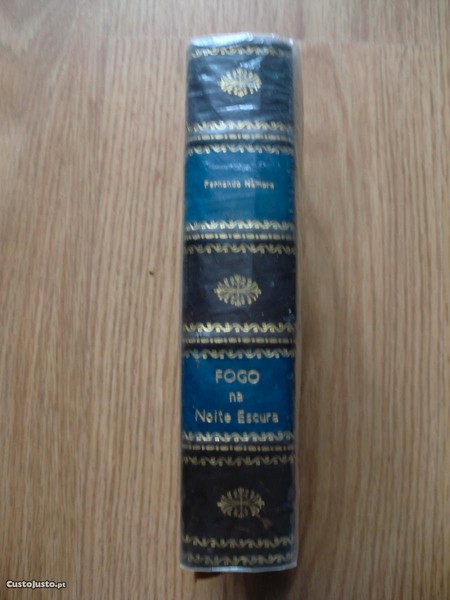 Fernando Namora
FOGO
na
Noite Escura
CustoJusto.pt